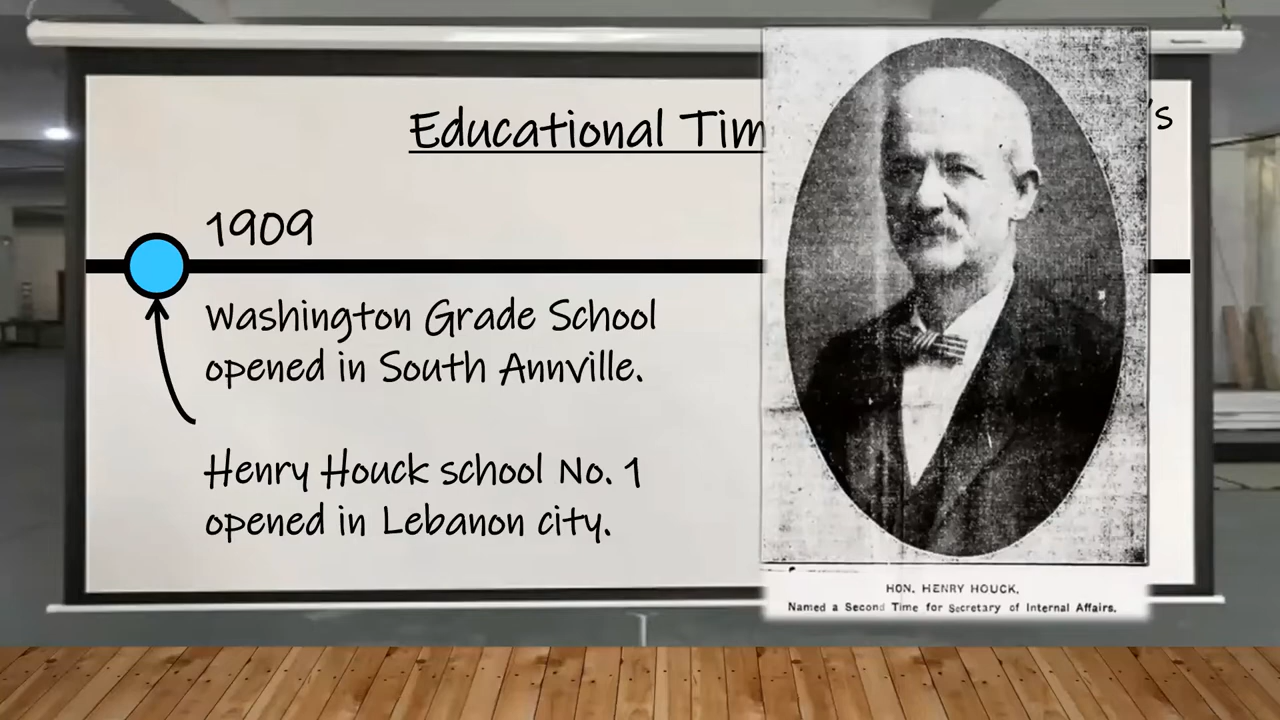 Educational Tim 's
1909
Washington Grade School
opened in South Annville.
Henry Houck school No. 1
opened in Lebanon city.
HON. HENRY HOUCK,
Named a Second Time for Secretary of Internal Affairs.